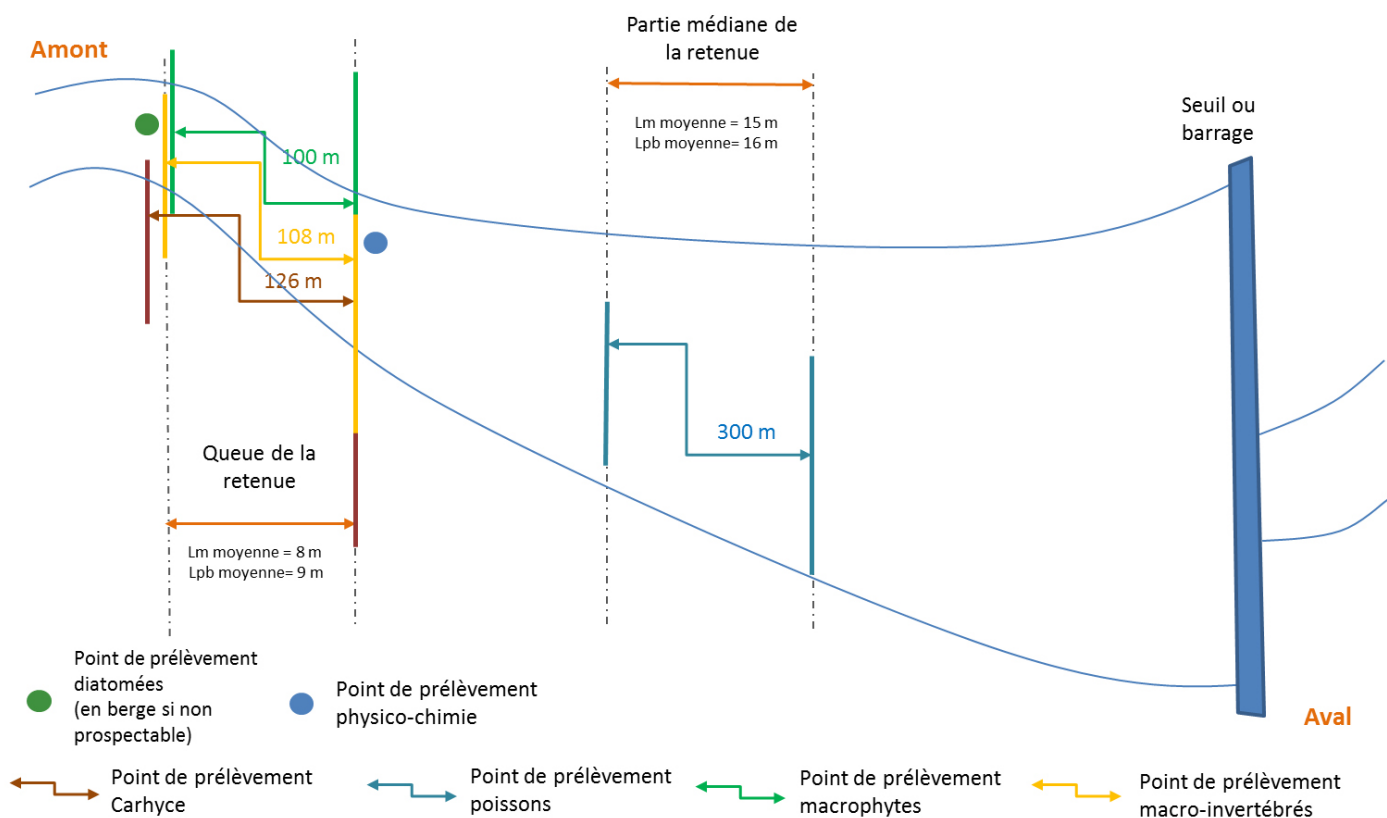 Amont
Partie médiane de
la retenue
Lm moyenne = 15 m
Lpb moyenne= 16 m
Seuil ou
barrage
100 m
108 m
126 m
300 m
Queue de la
retenue
Lm moyenne = 8 m
Lpb moyenne= 9 m
Aval
Point de prélèvement
diatomées
(en berge si non
prospectable)
Point de prélèvement
physico-chimie
Point de prélèvement
Carhyce
Point de prélèvement
poissons
Point de prélèvement
macrophytes
Point de prélèvement
macro-invertébrés